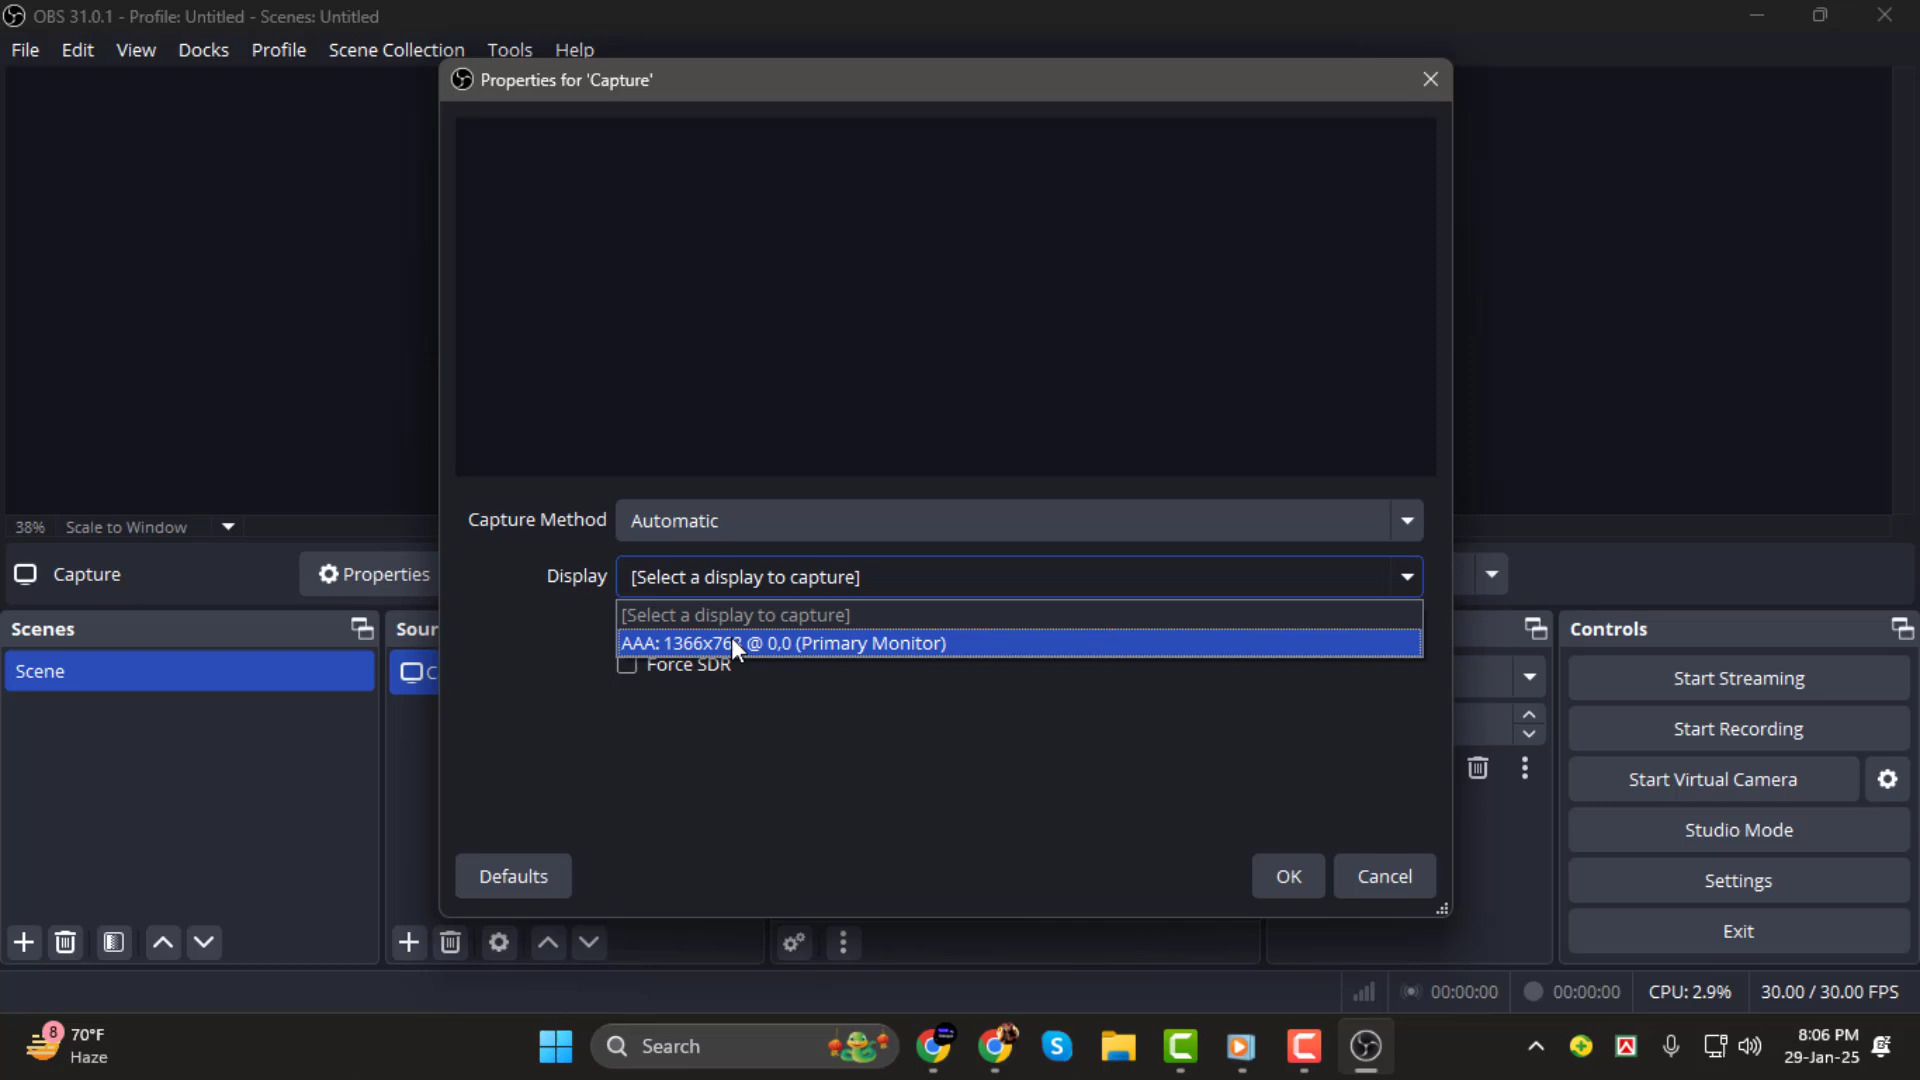 OBS 31.0.1 - Profile: Untitled - Scenes: Untitled
File Edit View Docks Profile Scene Collection Tools Help
Properties for 'Capture'
Capture Method Automatic
38% Scale to Window
Capture Properties
Display [Select a display to capture]
[Select a display to capture]
AAA: 1366x768 @ 0,0 (Primary Monitor)
Force SDR
Defaults OK Cancel
Scenes
Scene
Sour
C
Controls
Start Streaming
Start Recording
Start Virtual Camera
Studio Mode
Settings
Exit
00:00:00 00:00:00 CPU: 2.9% 30.00 / 30.00 FPS
8 70°F
Haze
Search
8:06 PM
29-Jan-25